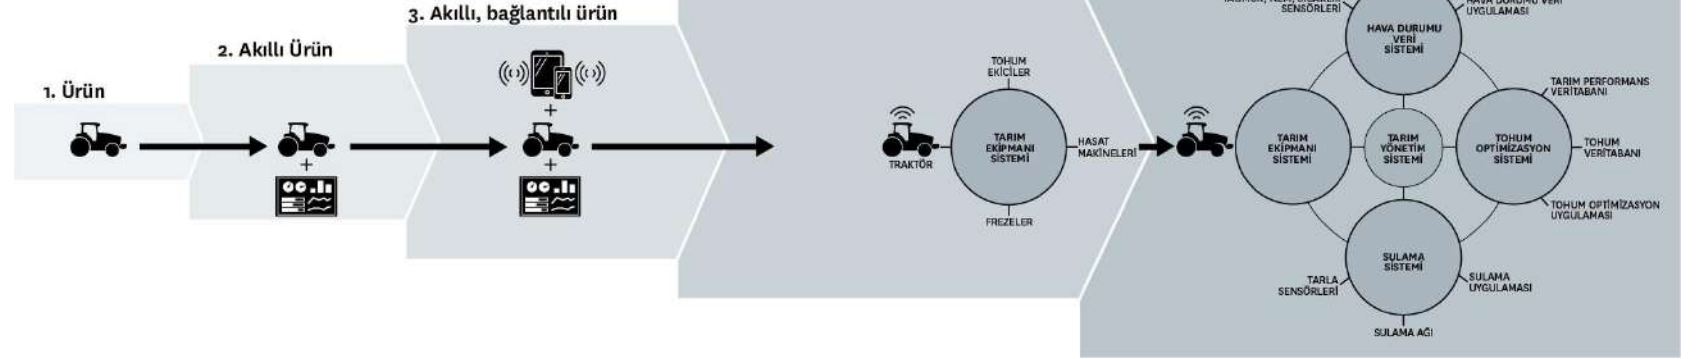 1. Ürün
2. Akıllı Ürün
3. Akıllı, bağlantılı ürün
TOHUM
EKİCİLER
TRAKTÖR
TARIM
EKİPMANI
SİSTEMİ
HASAT
MAKİNELERİ
FREZELER
SENSÖRLERİ
UYGULAMASI
HAVA DURUMU
VERİ
SİSTEMİ
TARIM PERFORMANS
VERİTABANI
TARIM
EKİPMANI
SİSTEMİ
TARIM
YÖNETİM
SİSTEMİ
TOHUM
OPTİMİZASYON
SİSTEMİ
TOHUM
VERİTABANI
TOHUM OPTİMİZASYON
UYGULAMASI
SULAMA
SİSTEMİ
TARLA
SENSÖRLERİ
SULAMA
UYGULAMASI
SULAMA AĞI